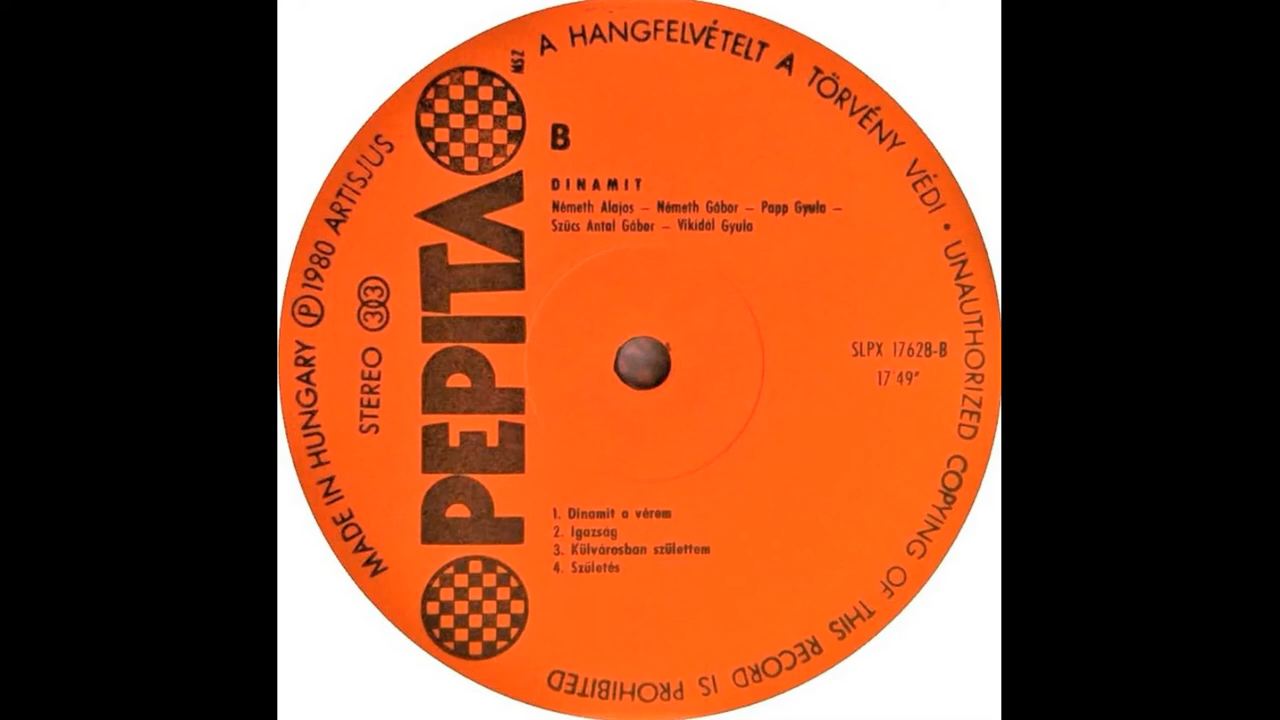 A HANGFELVÉTELT A TÖRVÉNY VÉDI • UNAUTHORIZED COPYING OF THIS RECORD IS PROHIBITED
MADE IN HUNGARY Ⓟ 1980 ARTISJUS
STEREO 33
PEPITA
MSZ
B
DINAMIT
Németh Alajos – Németh Gábor – Papp Gyula –
Szűcs Antal Gábor – Vikidál Gyula
SLPX 17628-B
17'49"
1. Dinamit a vérem
2. Igazság
3. Külvárosban születtem
4. Születés